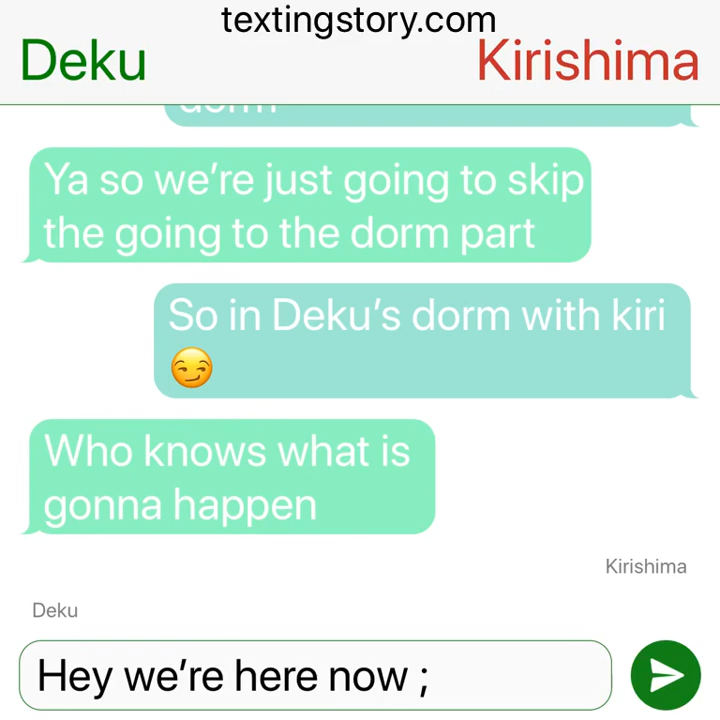 textingstory.com
Deku
Kirishima
Ya so we’re just going to skip
the going to the dorm part
So in Deku’s dorm with kiri
😏
Who knows what is
gonna happen
Kirishima
Deku
Hey we’re here now ;